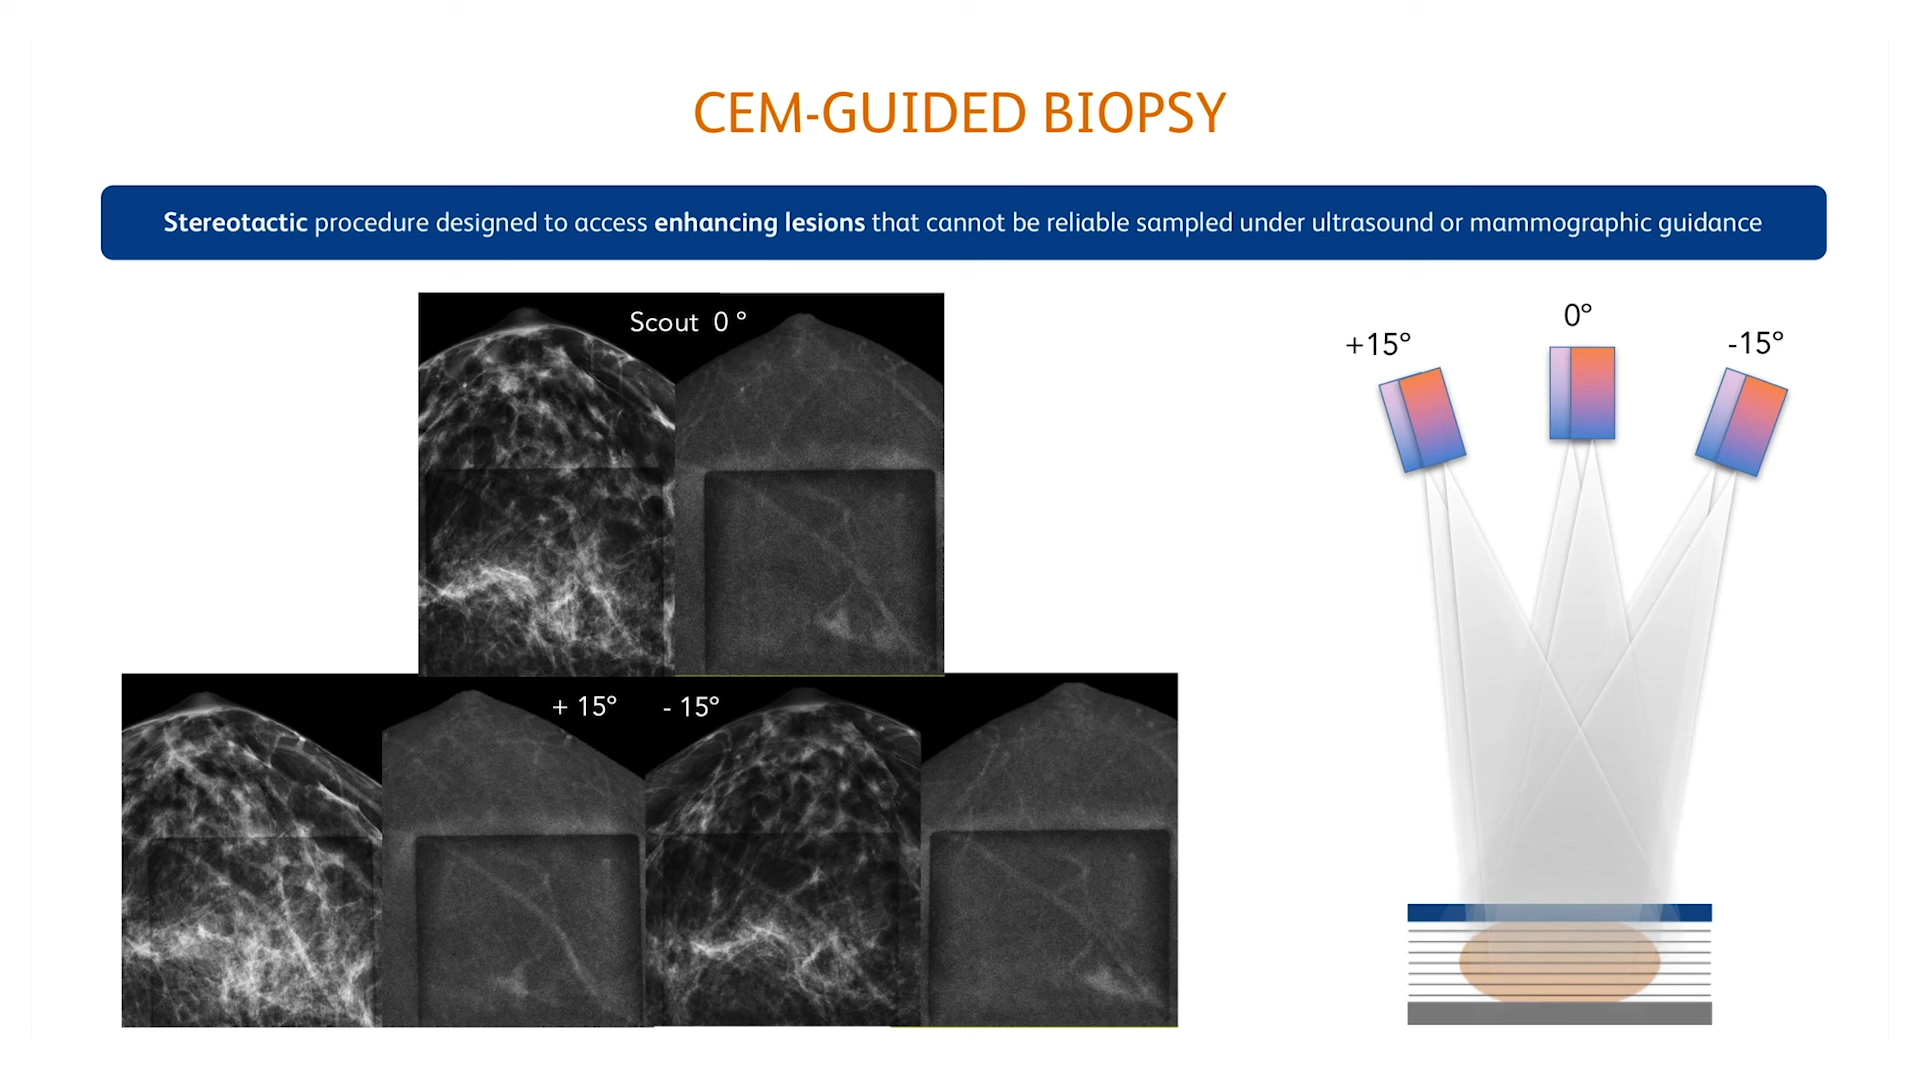 CEM-GUIDED BIOPSY
Stereotactic procedure designed to access enhancing lesions that cannot be reliable sampled under ultrasound or mammographic guidance
Scout 0 °
+ 15° - 15°
+15°
0°
-15°